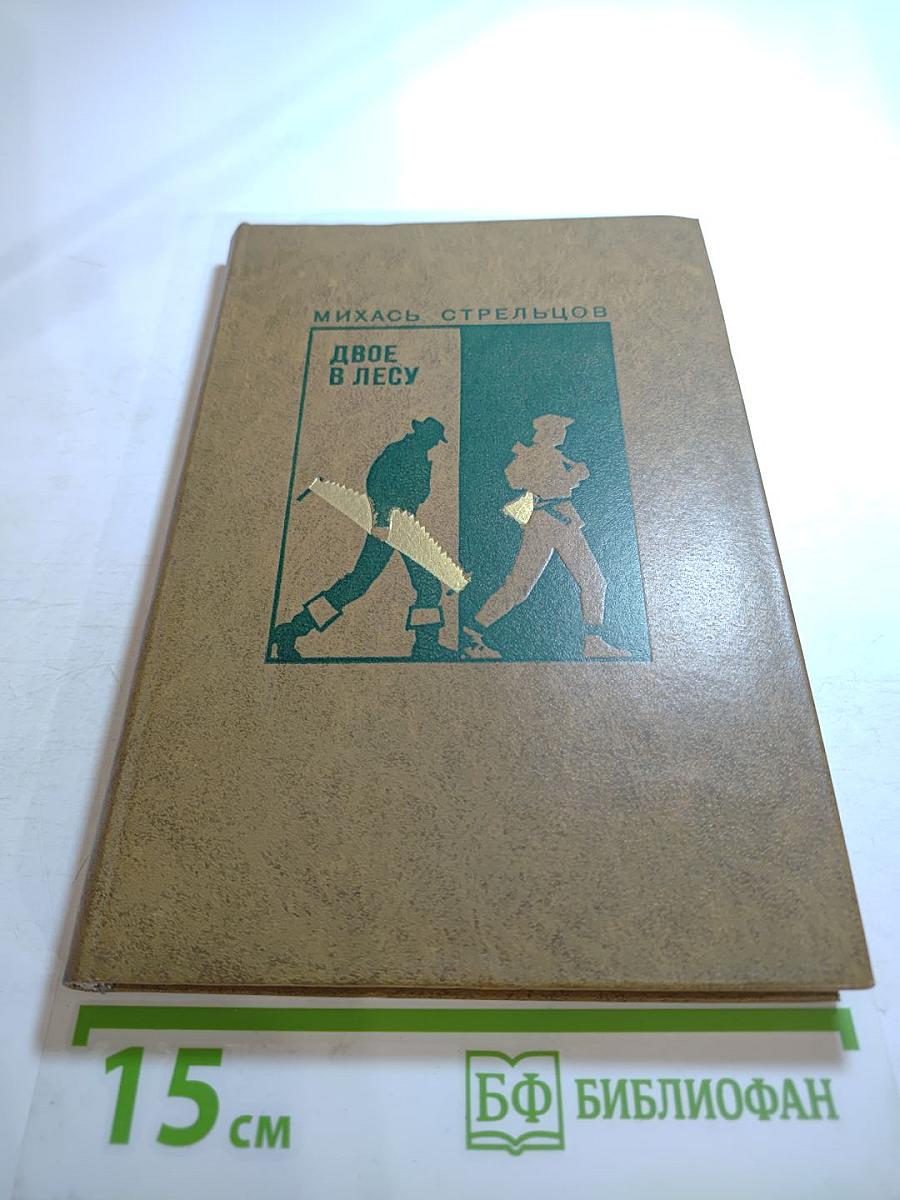 МИХАСЬ СТРЕЛЬЦОВ
ДВОЕ
В ЛЕСУ
15 см
БФ БИБЛИОФАН